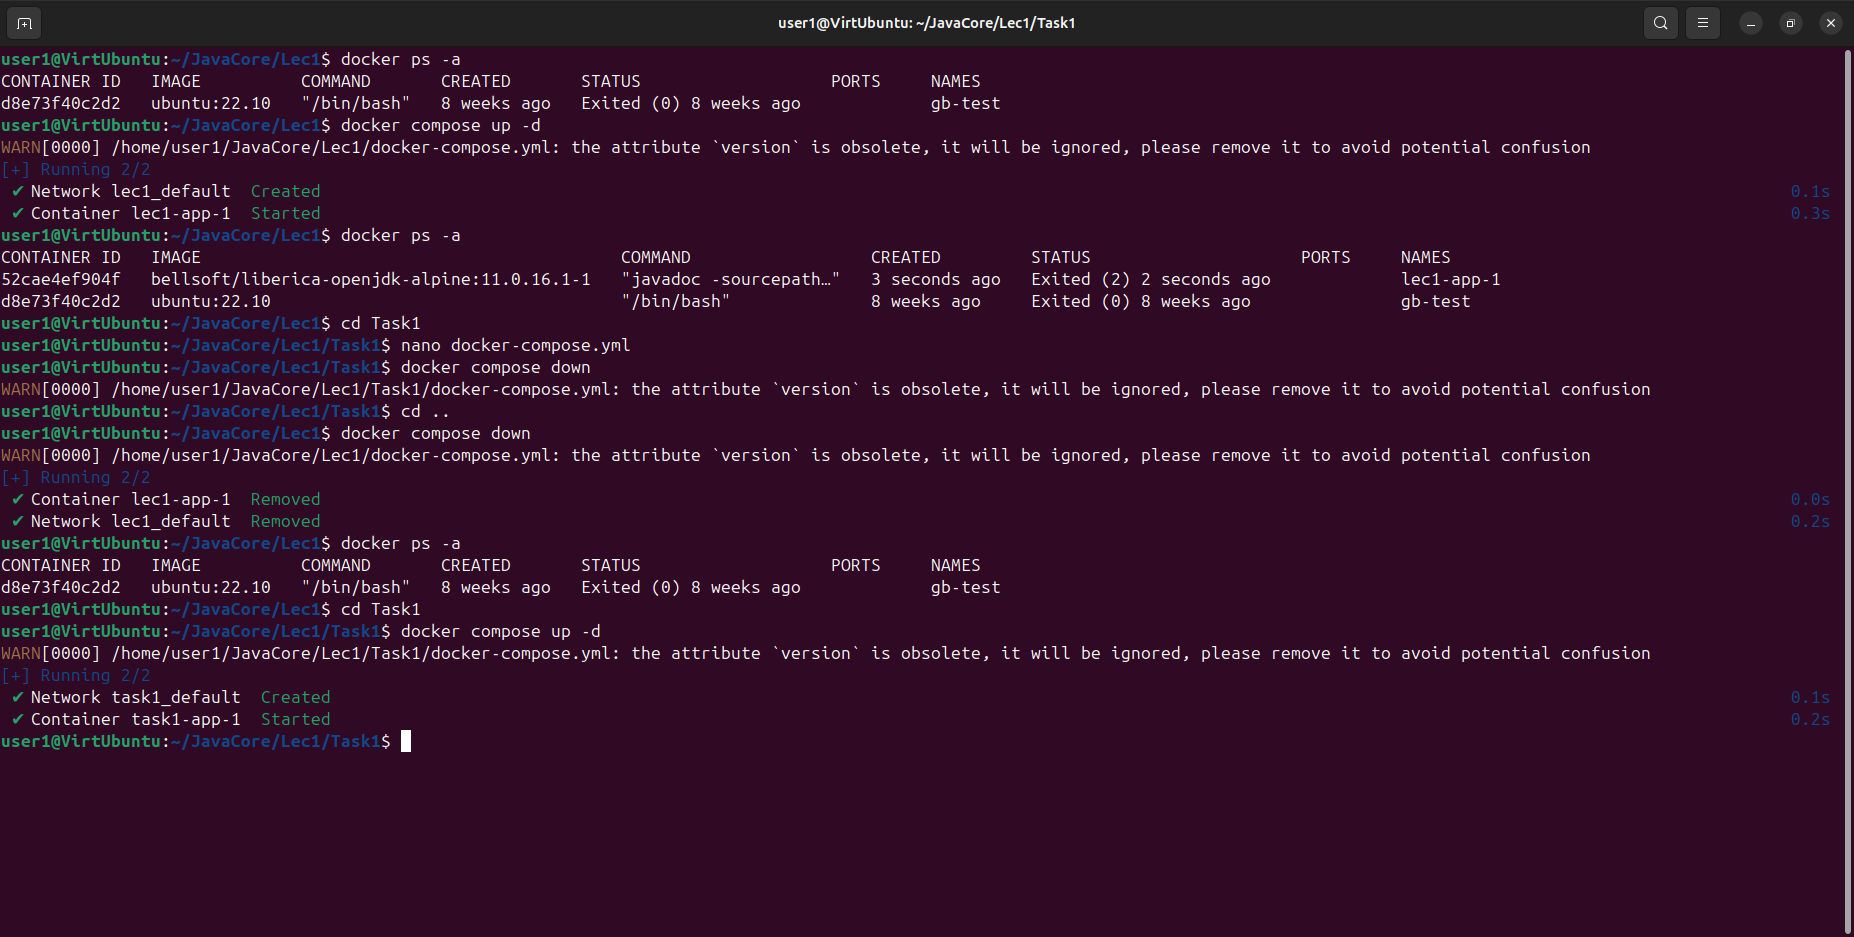 user1@VirtUbuntu: ~/JavaCore/Lec1/Task1
user1@VirtUbuntu:~/JavaCore/Lec1$ docker ps -a
CONTAINER ID   IMAGE          COMMAND       CREATED       STATUS                   PORTS     NAMES
d8e73f40c2d2   ubuntu:22.10   "/bin/bash"   8 weeks ago   Exited (0) 8 weeks ago             gb-test
user1@VirtUbuntu:~/JavaCore/Lec1$ docker compose up -d
WARN[0000] /home/user1/JavaCore/Lec1/docker-compose.yml: the attribute `version` is obsolete, it will be ignored, please remove it to avoid potential confusion
[+] Running 2/2
✔ Network lec1_default  Created 0.1s
✔ Container lec1-app-1  Started 0.3s
user1@VirtUbuntu:~/JavaCore/Lec1$ docker ps -a
CONTAINER ID   IMAGE                                          COMMAND                  CREATED         STATUS                     PORTS     NAMES
52cae4ef904f   bellsoft/liberica-openjdk-alpine:11.0.16.1-1   "javadoc -sourcepath…"   3 seconds ago   Exited (2) 2 seconds ago             lec1-app-1
d8e73f40c2d2   ubuntu:22.10                                   "/bin/bash"              8 weeks ago     Exited (0) 8 weeks ago               gb-test
user1@VirtUbuntu:~/JavaCore/Lec1$ cd Task1
user1@VirtUbuntu:~/JavaCore/Lec1/Task1$ nano docker-compose.yml
user1@VirtUbuntu:~/JavaCore/Lec1/Task1$ docker compose down
WARN[0000] /home/user1/JavaCore/Lec1/Task1/docker-compose.yml: the attribute `version` is obsolete, it will be ignored, please remove it to avoid potential confusion
user1@VirtUbuntu:~/JavaCore/Lec1/Task1$ cd ..
user1@VirtUbuntu:~/JavaCore/Lec1$ docker compose down
WARN[0000] /home/user1/JavaCore/Lec1/docker-compose.yml: the attribute `version` is obsolete, it will be ignored, please remove it to avoid potential confusion
[+] Running 2/2
✔ Container lec1-app-1  Removed 0.0s
✔ Network lec1_default  Removed 0.2s
user1@VirtUbuntu:~/JavaCore/Lec1$ docker ps -a
CONTAINER ID   IMAGE          COMMAND       CREATED       STATUS                   PORTS     NAMES
d8e73f40c2d2   ubuntu:22.10   "/bin/bash"   8 weeks ago   Exited (0) 8 weeks ago             gb-test
user1@VirtUbuntu:~/JavaCore/Lec1$ cd Task1
user1@VirtUbuntu:~/JavaCore/Lec1/Task1$ docker compose up -d
WARN[0000] /home/user1/JavaCore/Lec1/Task1/docker-compose.yml: the attribute `version` is obsolete, it will be ignored, please remove it to avoid potential confusion
[+] Running 2/2
✔ Network task1_default  Created 0.1s
✔ Container task1-app-1  Started 0.2s
user1@VirtUbuntu:~/JavaCore/Lec1/Task1$